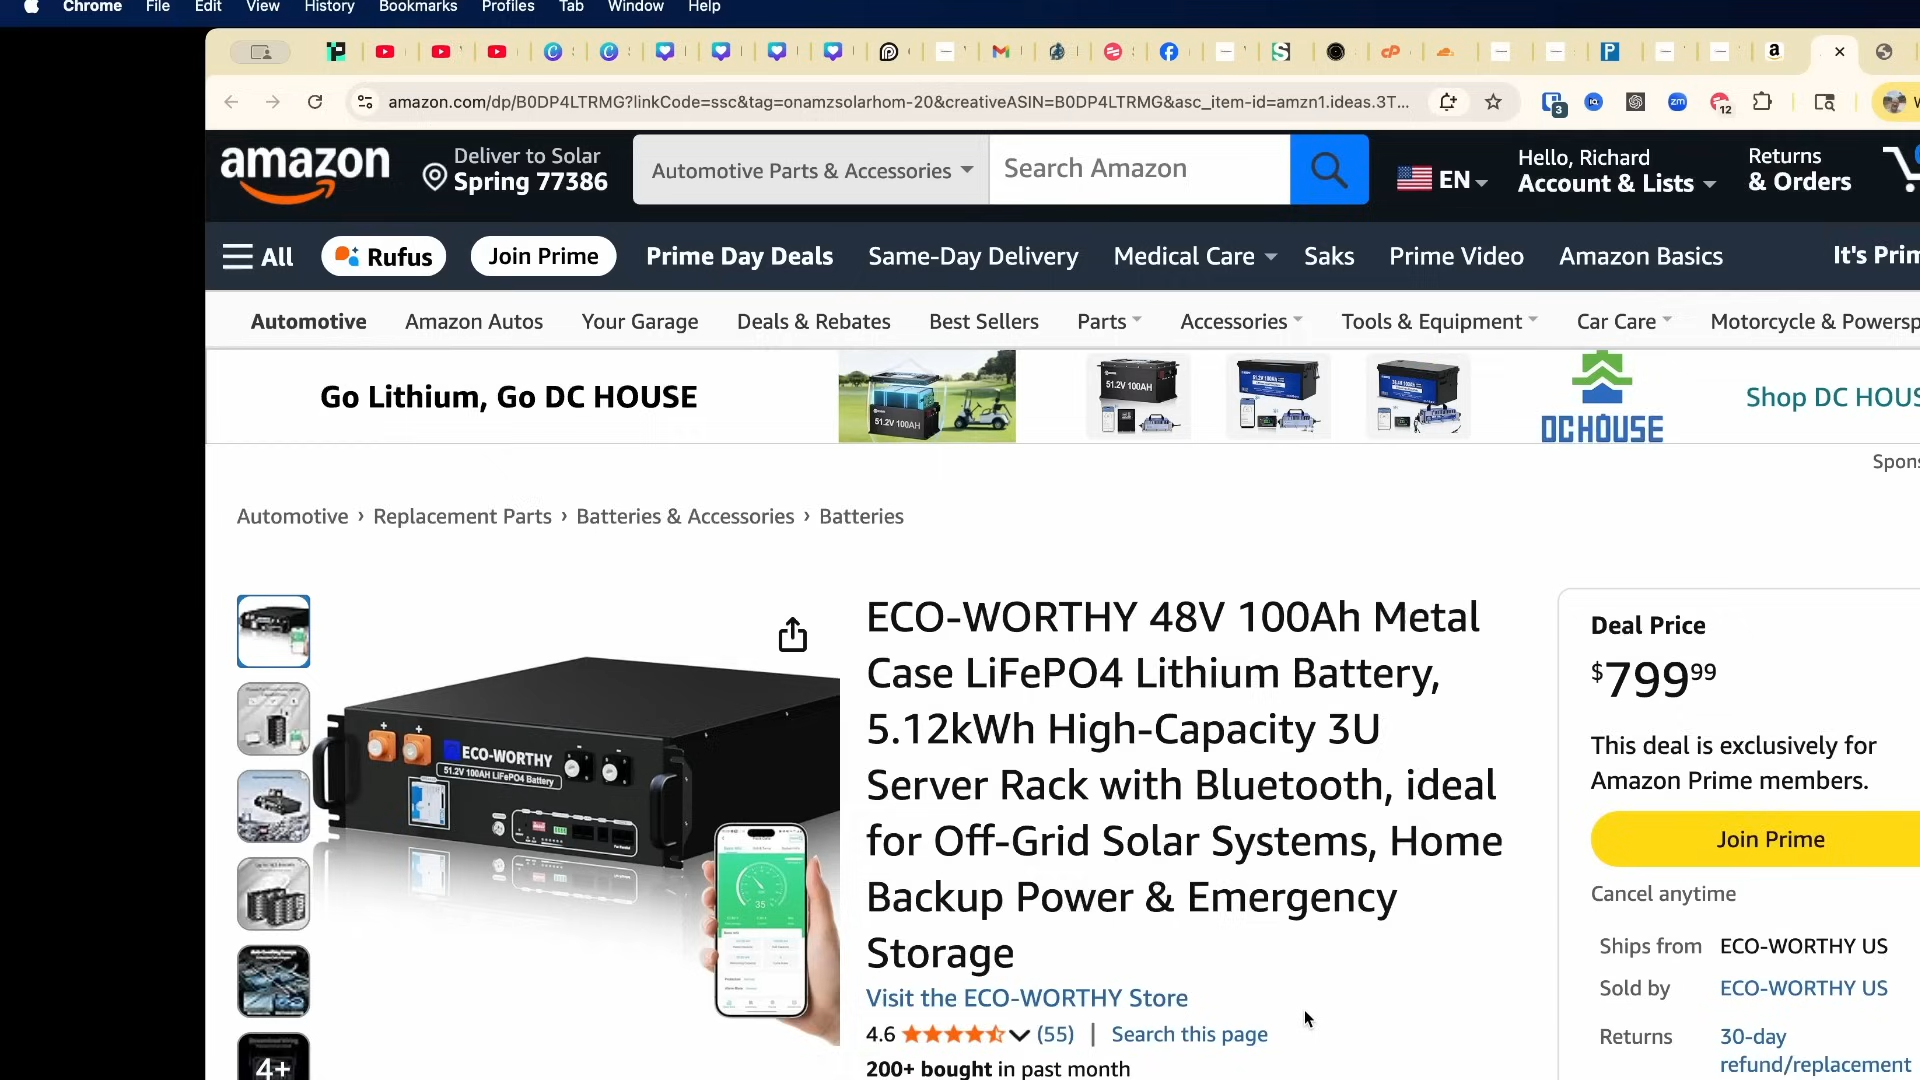 Chrome File Edit View History Bookmarks Profiles Tab Window Help
amazon.com/dp/B0DP4LTRMG?linkCode=ssc&tag=onamzsolarhom-20&creativeASIN=B0DP4LTRMG&asc_item-id=amzn1.ideas.3T...
3
zm
12
amazon
Deliver to Solar
Spring 77386
Automotive Parts & Accessories
Search Amazon
EN
Hello, Richard
Account & Lists
Returns
& Orders
All Rufus Join Prime Prime Day Deals Same-Day Delivery Medical Care Saks Prime Video Amazon Basics It's Prim
Automotive Amazon Autos Your Garage Deals & Rebates Best Sellers Parts Accessories Tools & Equipment Car Care Motorcycle & Powersp
Go Lithium, Go DC HOUSE
51.2V 100AH
51.2V 100AH
DC HOUSE
Shop DC HOUS
Spons
Automotive › Replacement Parts › Batteries & Accessories › Batteries
ECO-WORTHY
51.2V 100AH LiFePO4 Battery
35
4+
ECO-WORTHY 48V 100Ah Metal
Case LiFePO4 Lithium Battery,
5.12kWh High-Capacity 3U
Server Rack with Bluetooth, ideal
for Off-Grid Solar Systems, Home
Backup Power & Emergency
Storage
Visit the ECO-WORTHY Store
4.6 (55) | Search this page
200+ bought in past month
Deal Price
$799.99
This deal is exclusively for
Amazon Prime members.
Join Prime
Cancel anytime
Ships from ECO-WORTHY US
Sold by ECO-WORTHY US
Returns 30-day
refund/replacement